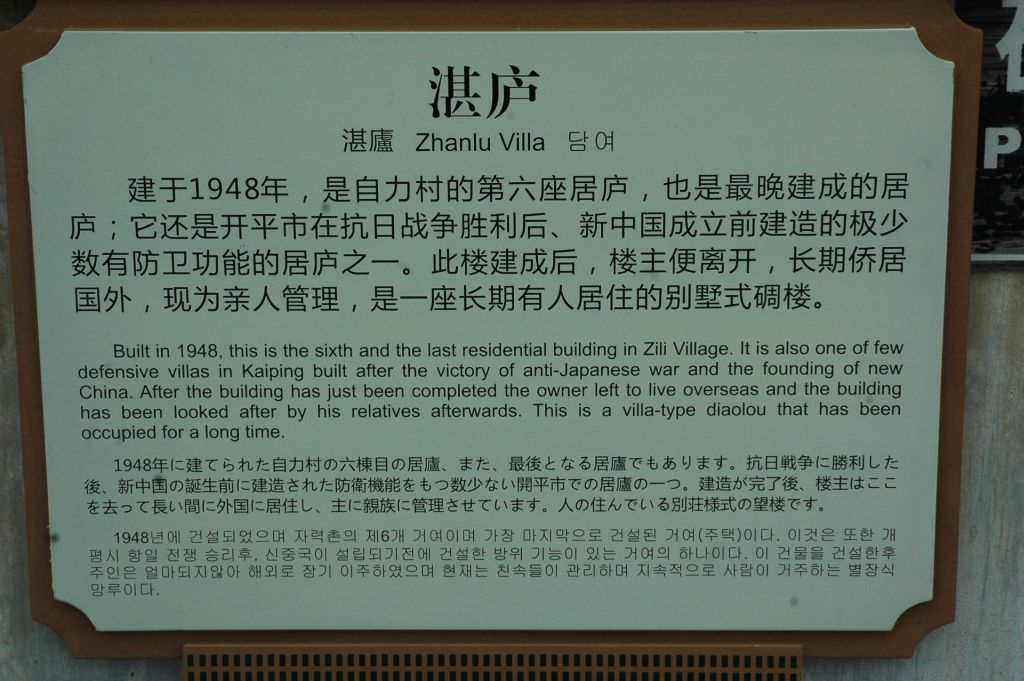 湛庐
湛廬 Zhanlu Villa 담여
建于1948年，是自力村的第六座居庐，也是最晚建成的居
庐；它还是开平市在抗日战争胜利后、新中国成立前建造的极少
数有防卫功能的居庐之一。此楼建成后，楼主便离开，长期侨居
国外，现为亲人管理，是一座长期有人居住的别墅式碉楼。
Built in 1948, this is the sixth and the last residential building in Zili Village. It is also one of few
defensive villas in Kaiping built after the victory of anti-Japanese war and the founding of new
China. After the building has just been completed the owner left to live overseas and the building
has been looked after by his relatives afterwards. This is a villa-type diaolou that has been
occupied for a long time.
1948年に建てられた自力村の六棟目の居廬、また、最後となる居廬でもあります。抗日戦争に勝利した
後、新中国の誕生前に建造された防衛機能をもつ数少ない開平市での居廬の一つ。建造が完了後、楼主はここ
を去って長い間に外国に居住し、主に親族に管理させています。人の住んでいる別荘様式の望楼です。
1948년에 건설되었으며 자력촌의 제6개 거여이며 가장 마지막으로 건설된 거여(주택)이다. 이것은 또한 개
평시 항일 전쟁 승리후, 신중국이 설립되기전에 건설한 방위 기능이 있는 거여의 하나이다. 이 건물을 건설한후
주인은 얼마되지않아 해외로 장기 이주하였으며 현재는 친속들이 관리하며 지속적으로 사람이 거주하는 별장식
망루이다.
P